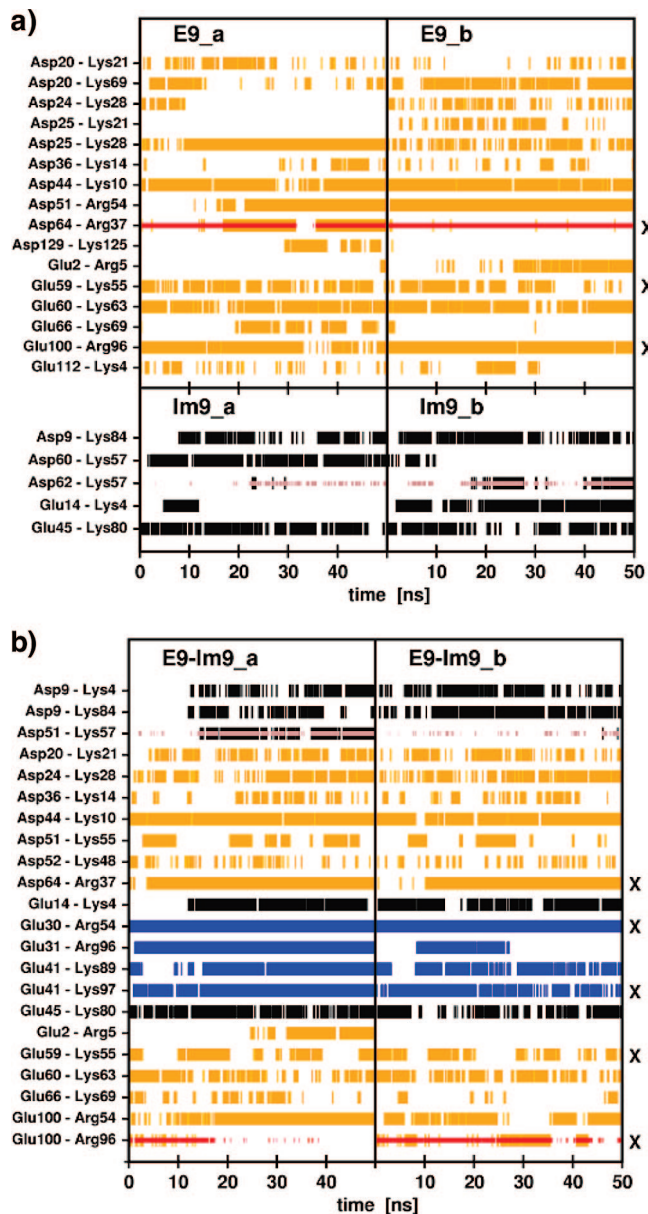 a)
E9_a E9_b
Asp20 - Lys21
Asp20 - Lys69
Asp24 - Lys28
Asp25 - Lys21
Asp25 - Lys28
Asp36 - Lys14
Asp44 - Lys10
Asp51 - Arg54
Asp64 - Arg37 X
Asp129 - Lys125
Glu2 - Arg5
Glu59 - Lys55 X
Glu60 - Lys63
Glu66 - Lys69
Glu100 - Arg96 X
Glu112 - Lys4
Im9_a Im9_b
Asp9 - Lys84
Asp60 - Lys57
Asp62 - Lys57
Glu14 - Lys4
Glu45 - Lys80
0 10 20 30 40 10 20 30 40 50
time [ns] time [ns]
b)
E9-Im9_a E9-Im9_b
Asp9 - Lys4
Asp9 - Lys84
Asp51 - Lys57
Asp20 - Lys21
Asp24 - Lys28
Asp36 - Lys14
Asp44 - Lys10
Asp51 - Lys55
Asp52 - Lys48
Asp64 - Arg37 X
Glu14 - Lys4
Glu30 - Arg54 X
Glu31 - Arg96
Glu41 - Lys89
Glu41 - Lys97 X
Glu45 - Lys80
Glu2 - Arg5
Glu59 - Lys55 X
Glu60 - Lys63
Glu66 - Lys69
Glu100 - Arg54
Glu100 - Arg96 X
0 10 20 30 40 10 20 30 40 50
time [ns] time [ns]